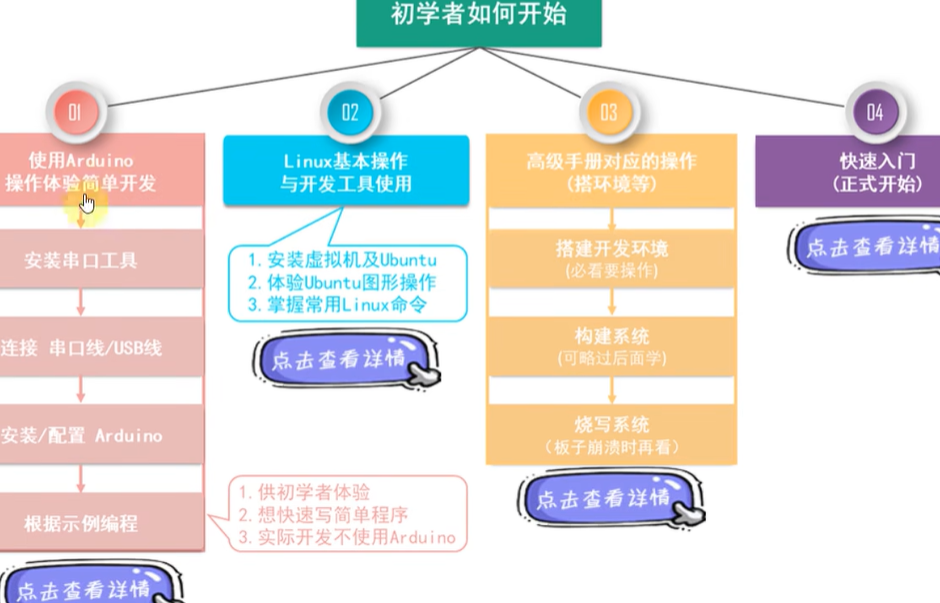 初学者如何开始
01
使用Arduino
操作体验简单开发
安装串口工具
连接 串口线/USB线
安装/配置 Arduino
根据示例编程
1. 供初学者体验
2. 想快速写简单程序
3. 实际开发不使用Arduino
点击查看详情
02
Linux基本操作
与开发工具使用
1. 安装虚拟机及Ubuntu
2. 体验Ubuntu图形操作
3. 掌握常用Linux命令
点击查看详情
03
高级手册对应的操作
(搭环境等)
搭建开发环境
(必看要操作)
构建系统
(可略过后面学)
烧写系统
(板子崩溃时再看)
点击查看详情
04
快速入门
(正式开始)
点击查看详情